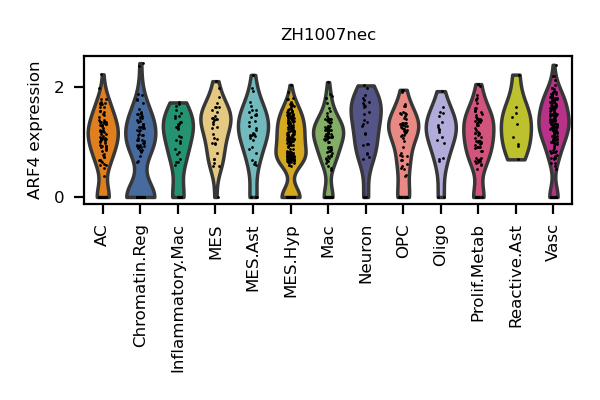 ZH1007nec
ARF4 expression
2
0
AC
Chromatin.Reg
Inflammatory.Mac
MES
MES.Ast
MES.Hyp
Mac
Neuron
OPC
Oligo
Prolif.Metab
Reactive.Ast
Vasc